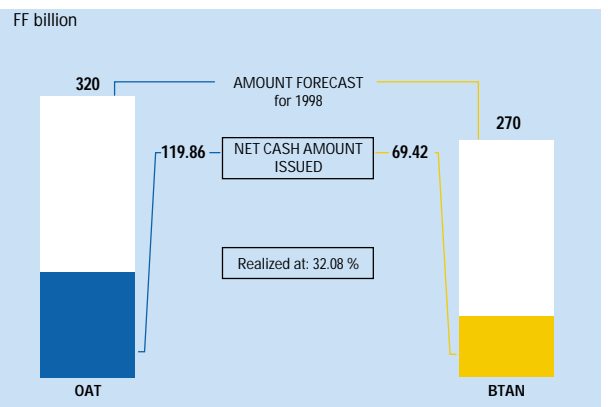 FF billion
320
AMOUNT FORECAST
for 1998
270
119.86
NET CASH AMOUNT
ISSUED
69.42
Realized at: 32.08 %
OAT
BTAN